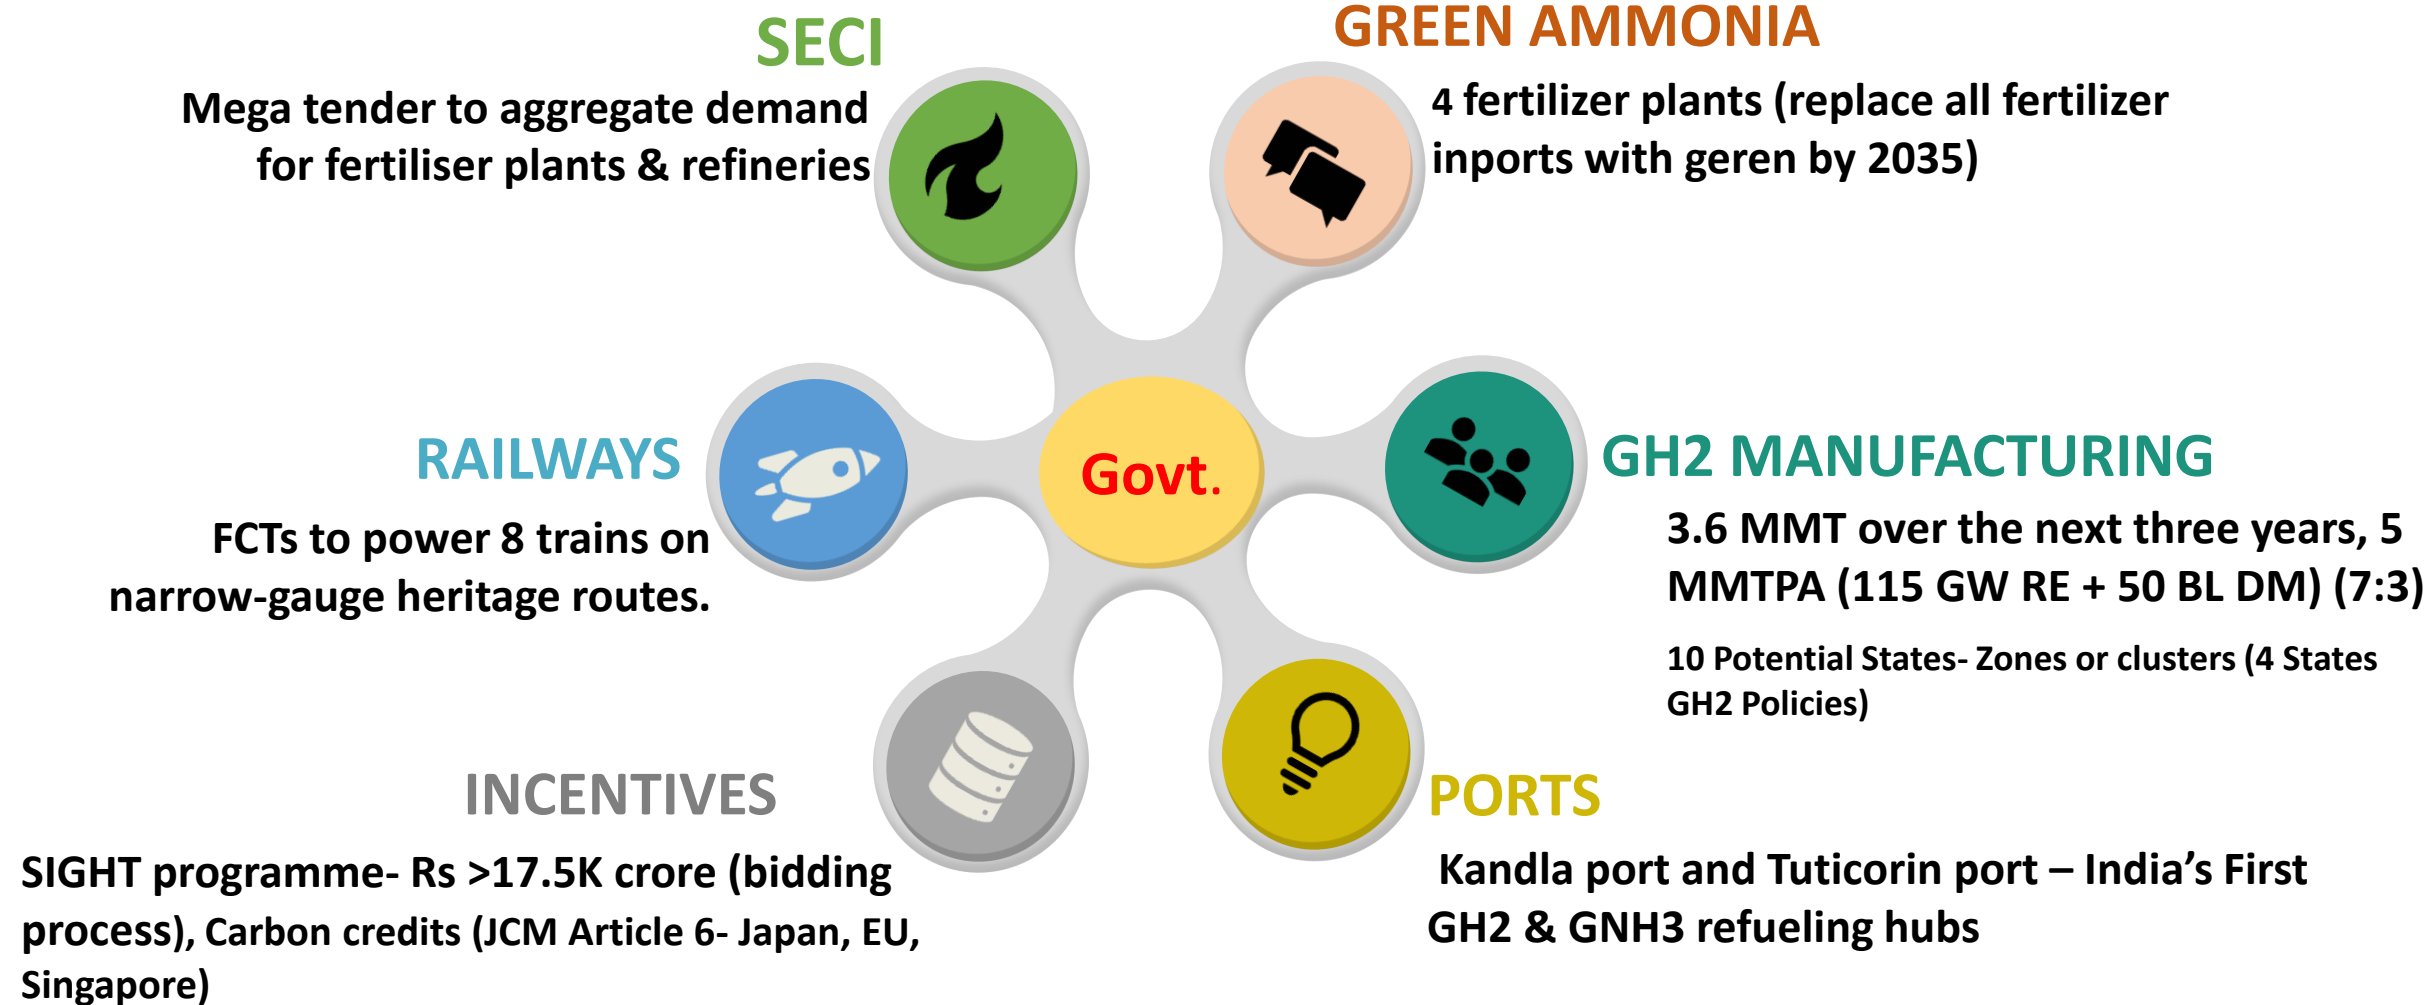 SECI
Mega tender to aggregate demand
for fertiliser plants & refineries
GREEN AMMONIA
4 fertilizer plants (replace all fertilizer
inports with geren by 2035)
RAILWAYS
FCTs to power 8 trains on
narrow-gauge heritage routes.
Govt.
GH2 MANUFACTURING
3.6 MMT over the next three years, 5
MMTPA (115 GW RE + 50 BL DM) (7:3)
10 Potential States- Zones or clusters (4 States
GH2 Policies)
INCENTIVES
SIGHT programme- Rs >17.5K crore (bidding
process), Carbon credits (JCM Article 6- Japan, EU,
Singapore)
PORTS
Kandla port and Tuticorin port – India’s First
GH2 & GNH3 refueling hubs